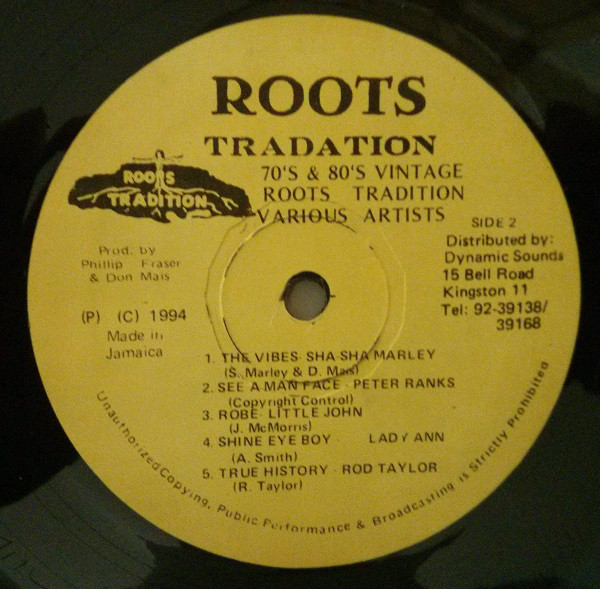 ROOTS
TRADATION
ROOTS
TRADITION
70'S & 80'S VINTAGE
ROOTS TRADITION
VARIOUS ARTISTS
SIDE 2
Prod. by
Phillip Fraser
& Don Mais
Distributed by:
Dynamic Sounds
15 Bell Road
Kingston 11
Tel: 92-39138/
39168
(P) (C) 1994
Made in
Jamaica
1. THE VIBES- SHA-SHA MARLEY
(S. Marley & D. Mais)
2. SEE A MAN FACE - PETER RANKS
(Copyright Control)
3. ROBE- LITTLE JOHN
(J. McMorris)
4. SHINE EYE BOY - LADY ANN
(A. Smith)
5. TRUE HISTORY - ROD TAYLOR
(R. Taylor)
Unauthorized Copying, Public Performance & Broadcasting is Strictly Prohibited